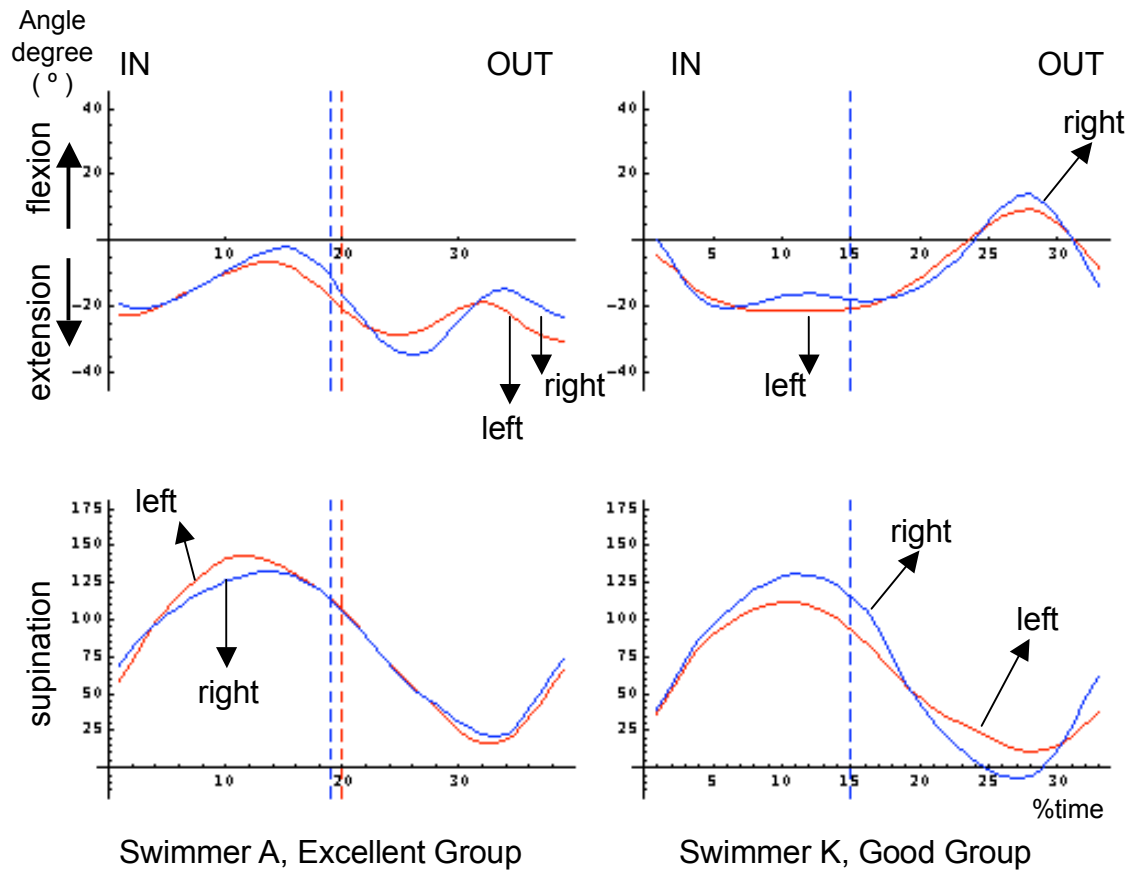 Angle
degree
( º )
IN
OUT
IN
OUT
flexion
extension
40
20
−20
−40
10
20
30
left
right
40
20
−20
−40
5
10
15
20
25
30
right
left
supination
175
150
125
100
75
50
25
10
20
30
left
right
175
150
125
100
75
50
25
5
10
15
20
25
30
right
left
%time
Swimmer A, Excellent Group
Swimmer K, Good Group